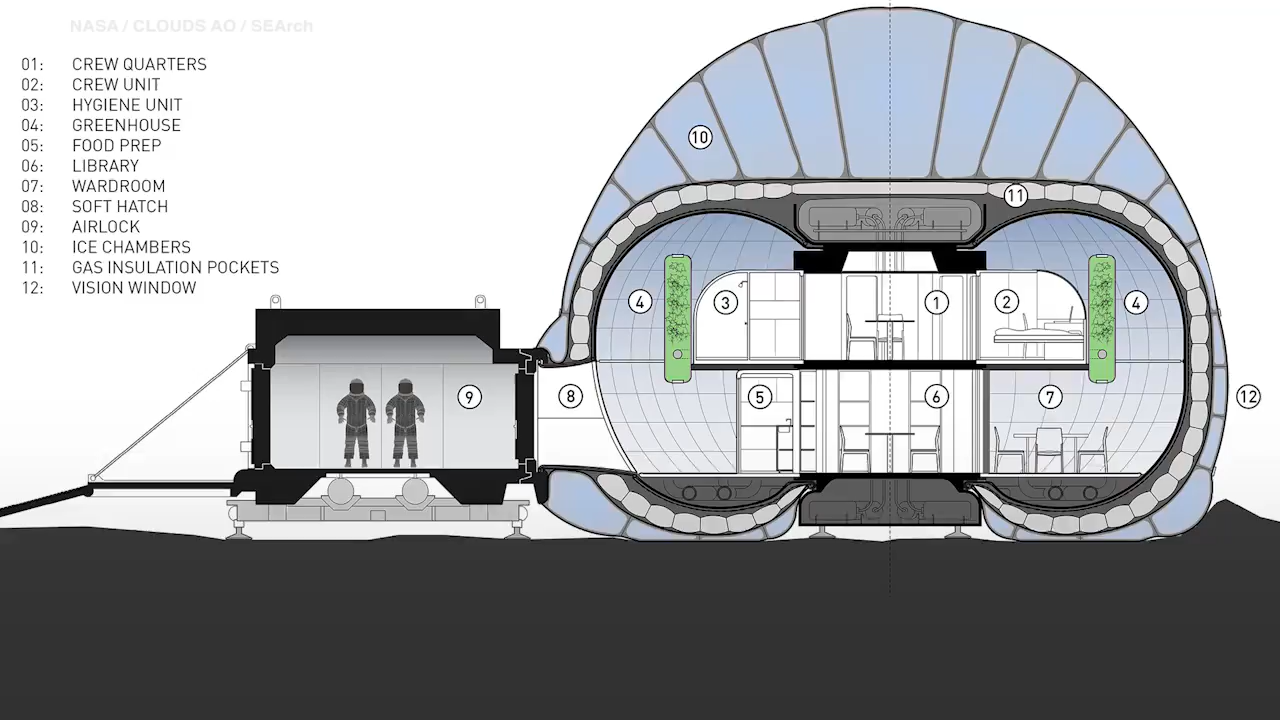 NASA / CLOUDS AO / SEArch
01: CREW QUARTERS
02: CREW UNIT
03: HYGIENE UNIT
04: GREENHOUSE
05: FOOD PREP
06: LIBRARY
07: WARDROOM
08: SOFT HATCH
09: AIRLOCK
10: ICE CHAMBERS
11: GAS INSULATION POCKETS
12: VISION WINDOW
10
11
4
3
1
2
4
9
8
5
6
7
12